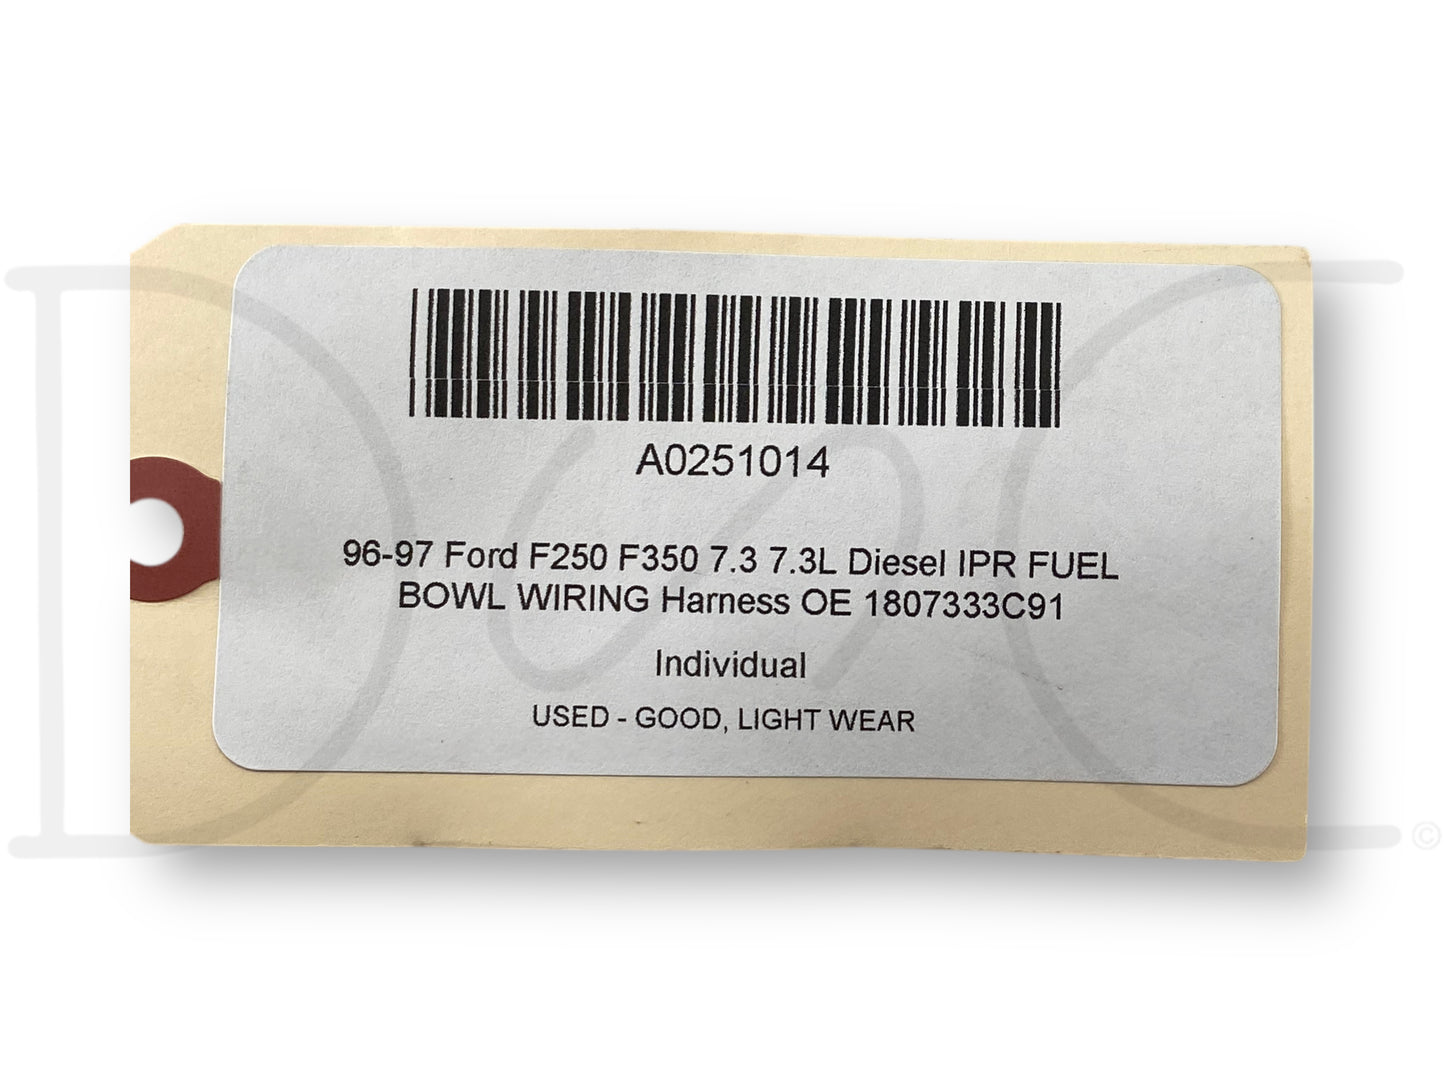 A0251014
96-97 Ford F250 F350 7.3 7.3L Diesel IPR FUEL
BOWL WIRING Harness OE 1807333C91
Individual
USED - GOOD, LIGHT WEAR
©